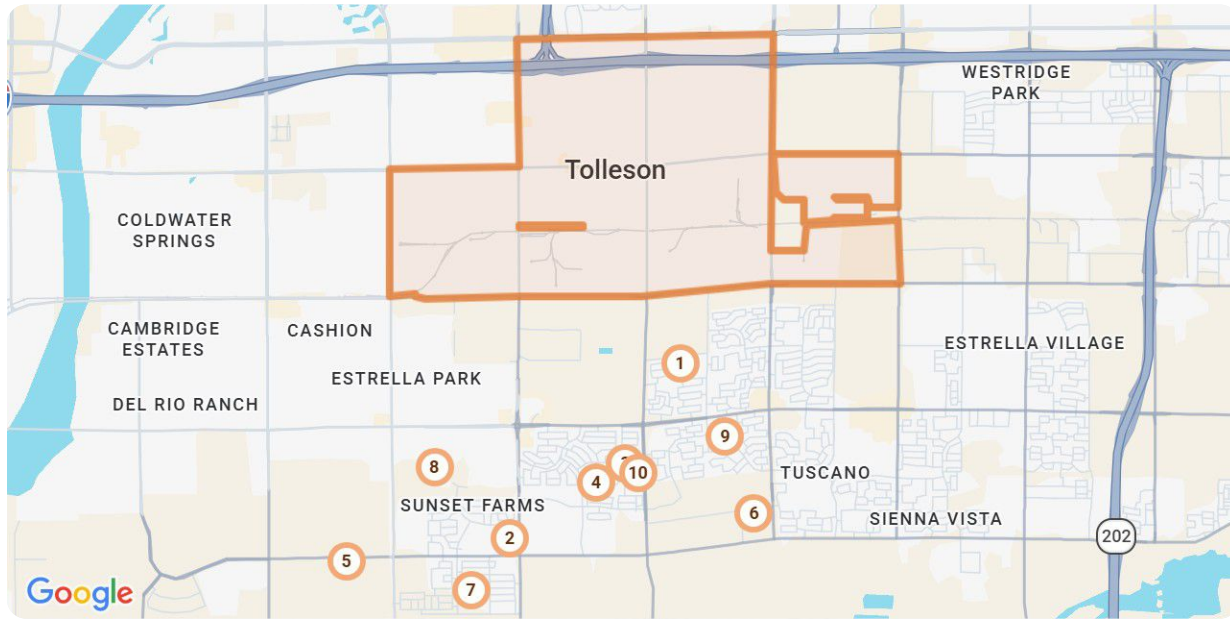 WESTRIDGE
PARK
Tolleson
COLDWATER
SPRINGS
CAMBRIDGE
ESTATES
CASHION
ESTRELLA VILLAGE
ESTRELLA PARK
DEL RIO RANCH
1
9
8
10
4
TUSCANO
SUNSET FARMS
6
SIENNA VISTA
2
202
5
7
Google